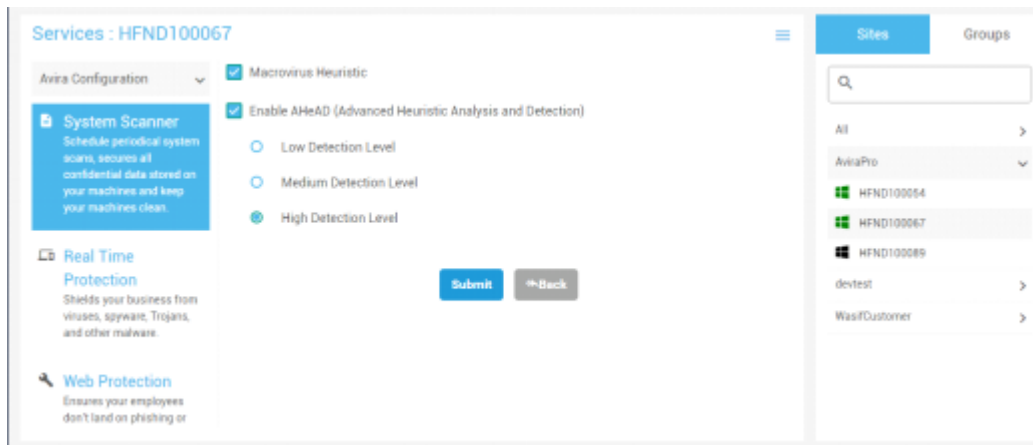 Services : HFND100067
Avira Configuration
System Scanner
Schedule periodical system
scans, secures all
confidential data stored on
your machines and keep
your machines clean.
Real Time
Protection
Shields your business from
viruses, spyware, Trojans,
and other malware.
Web Protection
Ensures your employees
don't land on phishing or
Macrovirus Heuristic
Enable AHeAD (Advanced Heuristic Analysis and Detection)
Low Detection Level
Medium Detection Level
High Detection Level
Submit
Back
Sites
Groups
All
AviraPro
HFND100054
HFND100067
HFND100089
devtest
WasifCustomer